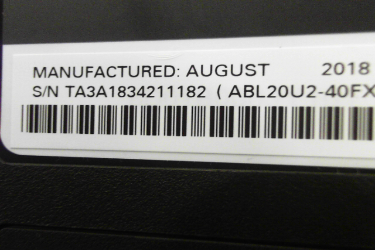 MANUFACTURED: AUGUST 2018
S/N TA3A1834211182 ( ABL20U2-40FX